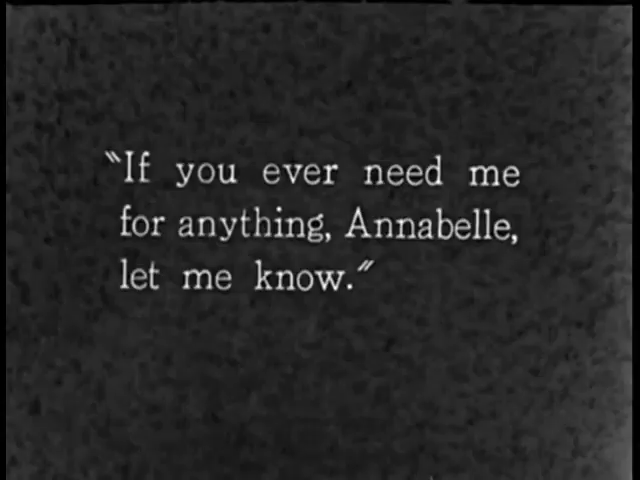 "If you ever need me
for anything, Annabelle,
let me know."